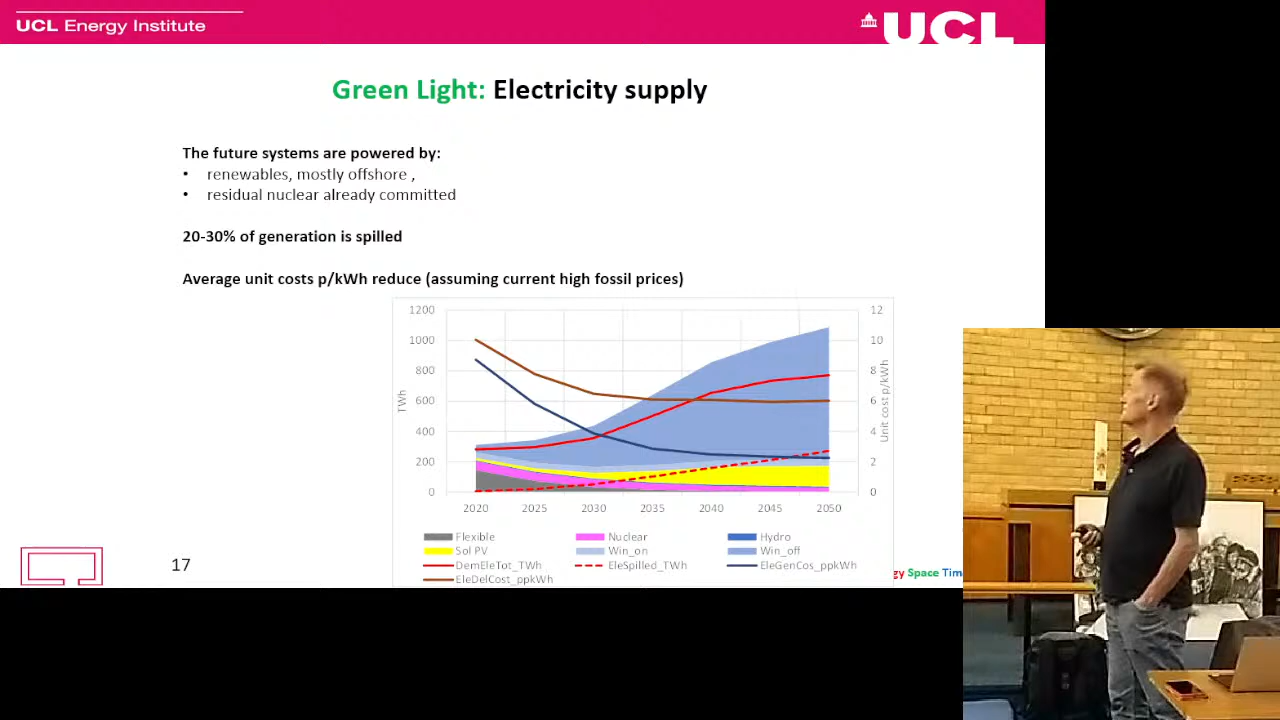 UCL Energy Institute
UCL
Green Light: Electricity supply
The future systems are powered by:
• renewables, mostly offshore ,
• residual nuclear already committed
20-30% of generation is spilled
Average unit costs p/kWh reduce (assuming current high fossil prices)
1200 12
1000 10
800 8
600 6
400 4
200 2
0 0
TWh
Unit cost p/kWh
2020 2025 2030 2035 2040 2045 2050
Flexible Nuclear Hydro
Sol PV Win_on Win_off
DemEleTot_TWh EleSpilled_TWh EleGenCos_ppkWh
EleDelCost_ppkWh
17
Space